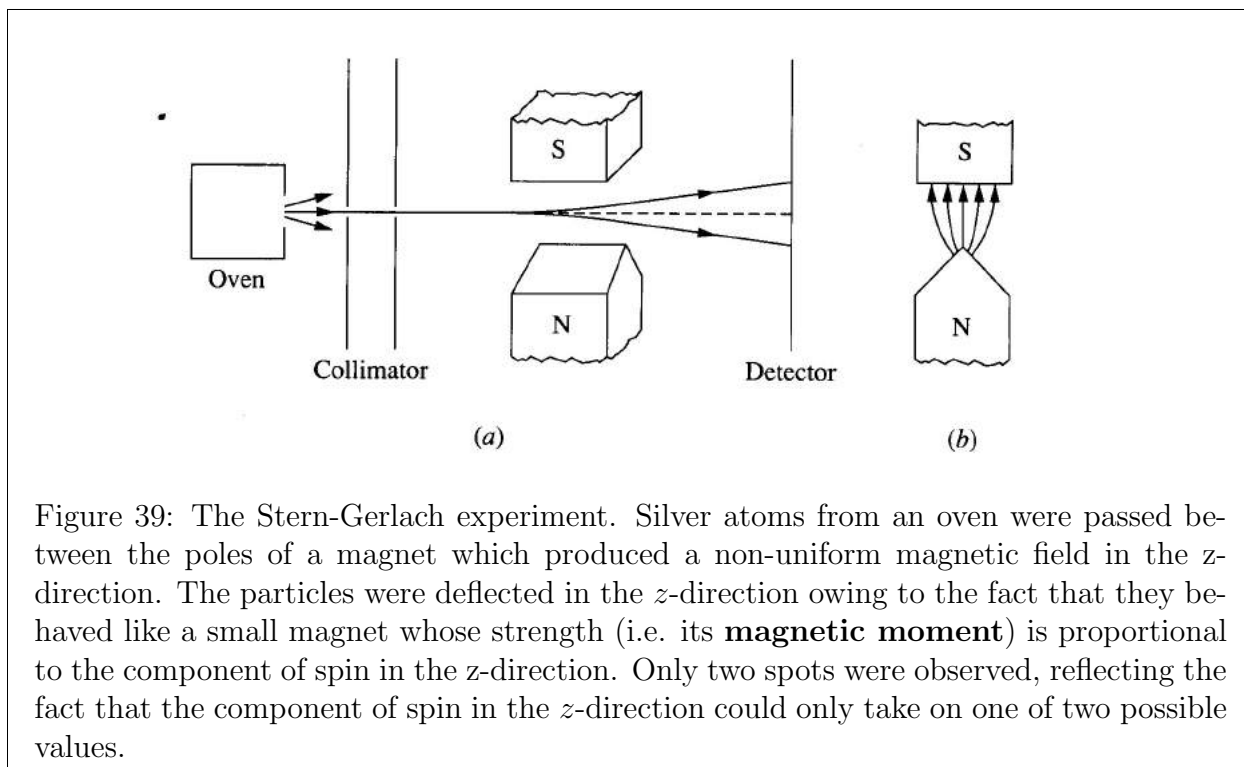 S
S
Oven
N
N
Collimator
Detector
(a)
(b)
Figure 39: The Stern-Gerlach experiment. Silver atoms from an oven were passed be-
tween the poles of a magnet which produced a non-uniform magnetic field in the z-
direction. The particles were deflected in the z-direction owing to the fact that they be-
haved like a small magnet whose strength (i.e. its magnetic moment) is proportional
to the component of spin in the z-direction. Only two spots were observed, reflecting the
fact that the component of spin in the z-direction could only take on one of two possible
values.